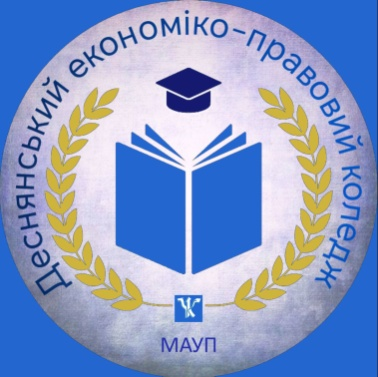 Деснянський економіко-правовий коледж
МАУП